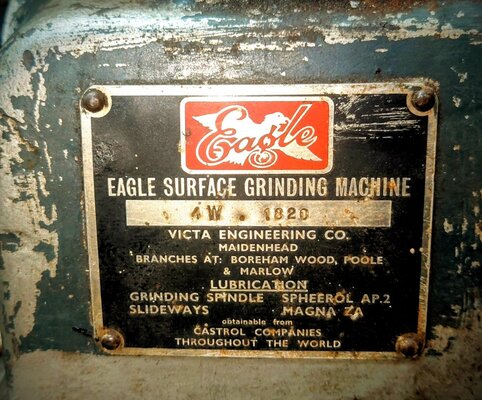 Eagle
EAGLE SURFACE GRINDING MACHINE
4W . 1820
VICTA ENGINEERING CO.
MAIDENHEAD
BRANCHES AT: BOREHAM WOOD, POOLE
& MARLOW
LUBRICATION
GRINDING SPINDLE SPHEEROL AP.2
SLIDEWAYS MAGNA ZA
obtainable from
CASTROL COMPANIES
THROUGHOUT THE WORLD